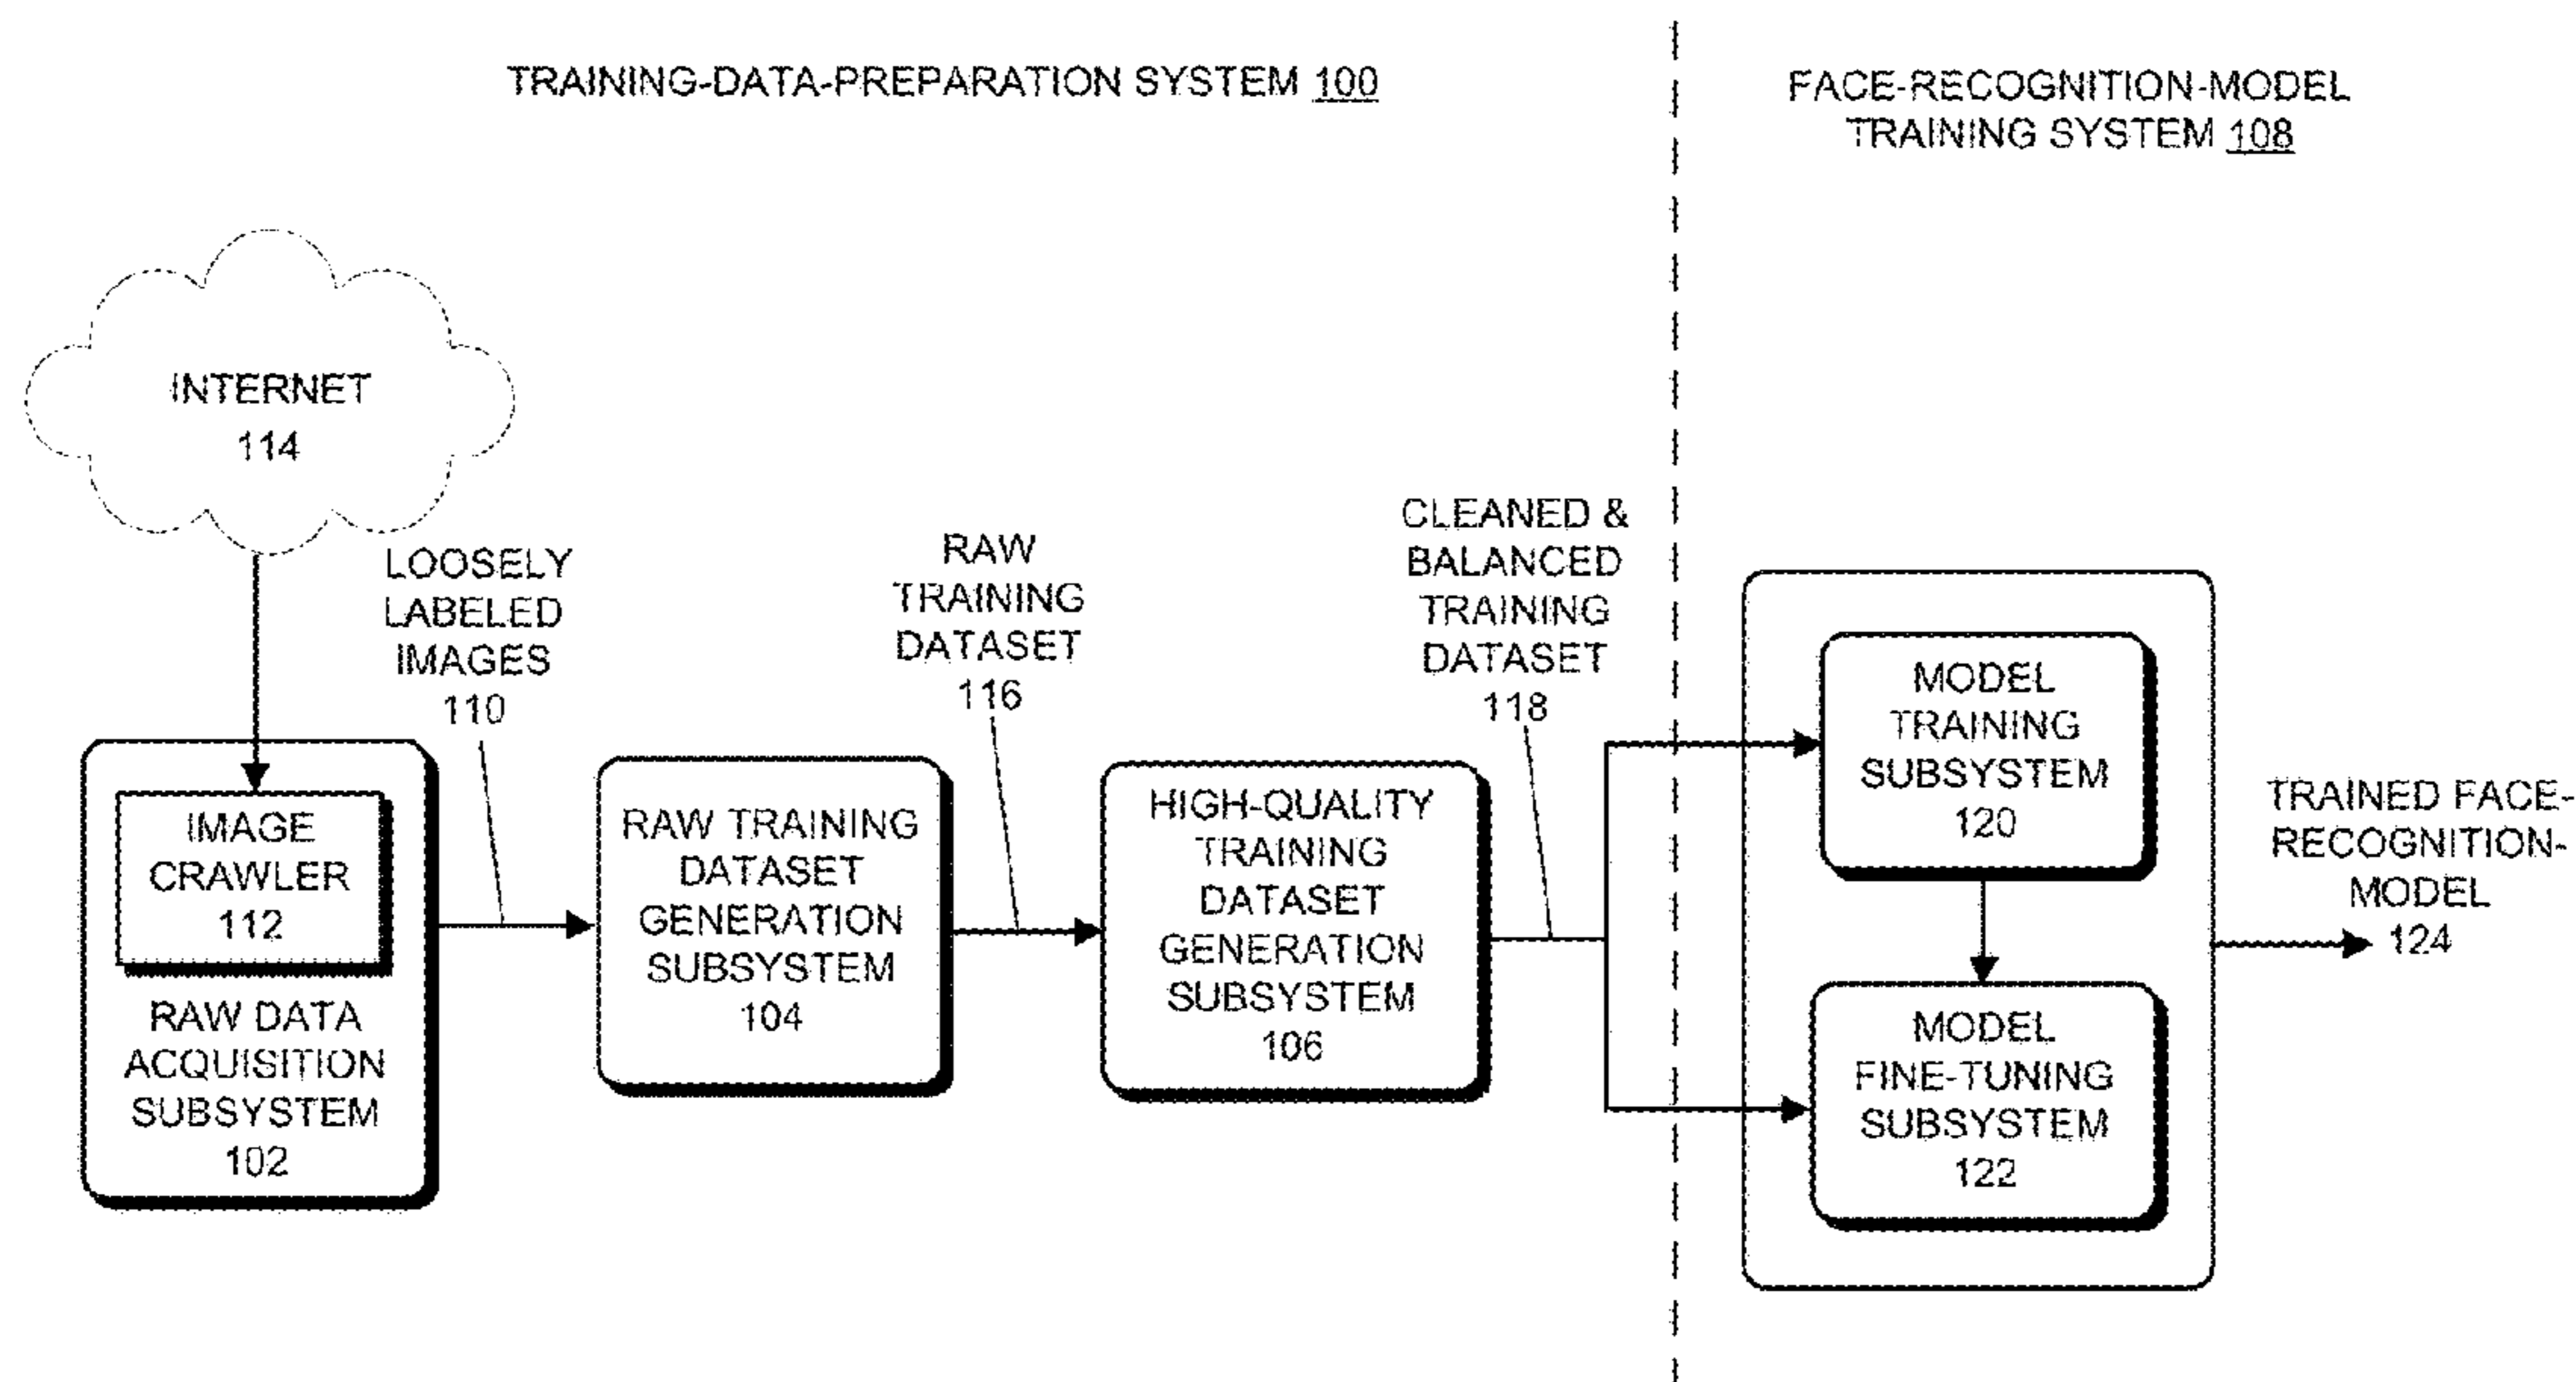 TRAINING-DATA-PREPARATION SYSTEM 100
FACE-RECOGNITION-MODEL
TRAINING SYSTEM 108
INTERNET
114
LOOSELY
LABELED
IMAGES
110
RAW
TRAINING
DATASET
116
CLEANED &
BALANCED
TRAINING
DATASET
118
IMAGE
CRAWLER
112
RAW DATA
ACQUISITION
SUBSYSTEM
102
RAW TRAINING
DATASET
GENERATION
SUBSYSTEM
104
HIGH-QUALITY
TRAINING
DATASET
GENERATION
SUBSYSTEM
106
MODEL
TRAINING
SUBSYSTEM
120
MODEL
FINE-TUNING
SUBSYSTEM
122
TRAINED FACE-
RECOGNITION-
MODEL
124